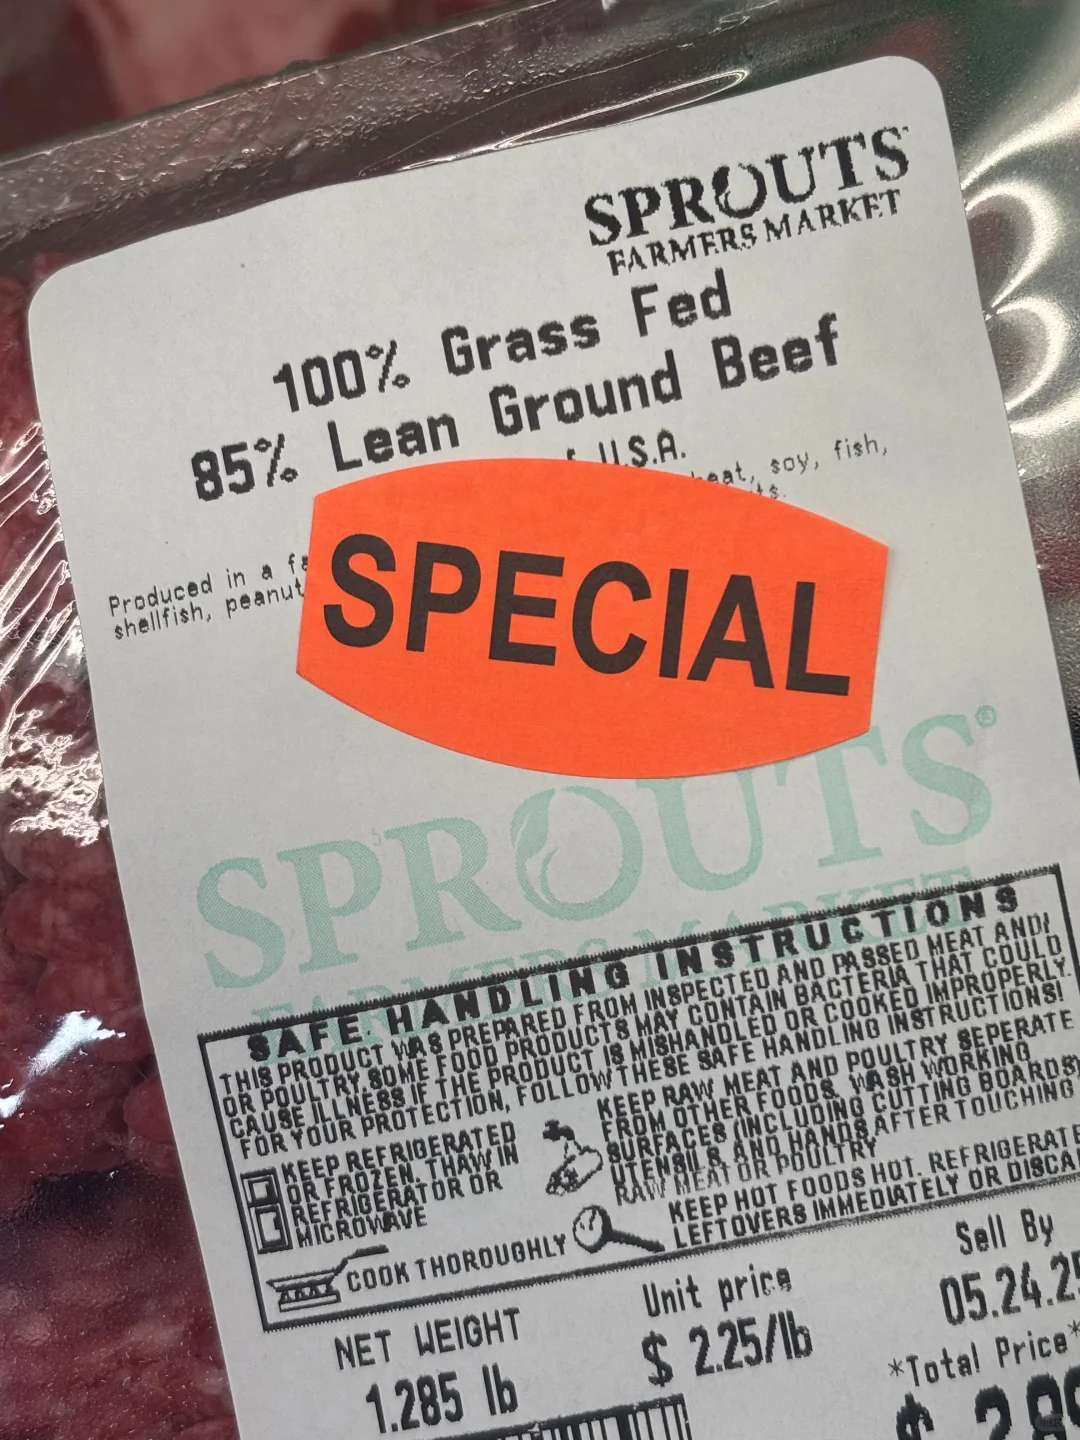 SPROUTS
FARMERS MARKET
100% Grass Fed
85% Lean Ground Beef
U.S.A.
soy, fish,
Produced in a
shellfish,
SPECIAL
SPROUTS®
FARMERS MARKET
SAFE HANDLING INSTRUCTIONS
THIS PRODUCT WAS PREPARED FROM INSPECTED AND PASSED MEAT AND/
OR POULTRY. SOME FOOD PRODUCTS MAY CONTAIN BACTERIA THAT COULD
CAUSE ILLNESS IF THE PRODUCT IS MISHANDLED OR COOKED IMPROPERLY.
FOR YOUR PROTECTION, FOLLOW THESE SAFE HANDLING INSTRUCTIONS!
KEEP REFRIGERATED
OR FROZEN. THAW IN
REFRIGERATOR OR
MICROWAVE
KEEP RAW MEAT AND POULTRY SEPERATE
FROM OTHER FOODS. WASH WORKING
SURFACES (INCLUDING CUTTING BOARDS)
UTENSILS, AND HANDS AFTER TOUCHING
RAW MEAT OR POULTRY
COOK THOROUGHLY
KEEP HOT FOODS HOT. REFRIGERATE
LEFTOVERS IMMEDIATELY OR
NET WEIGHT
1.285 lb
Unit price
$ 2.25/lb
Sell By
*Total Price*